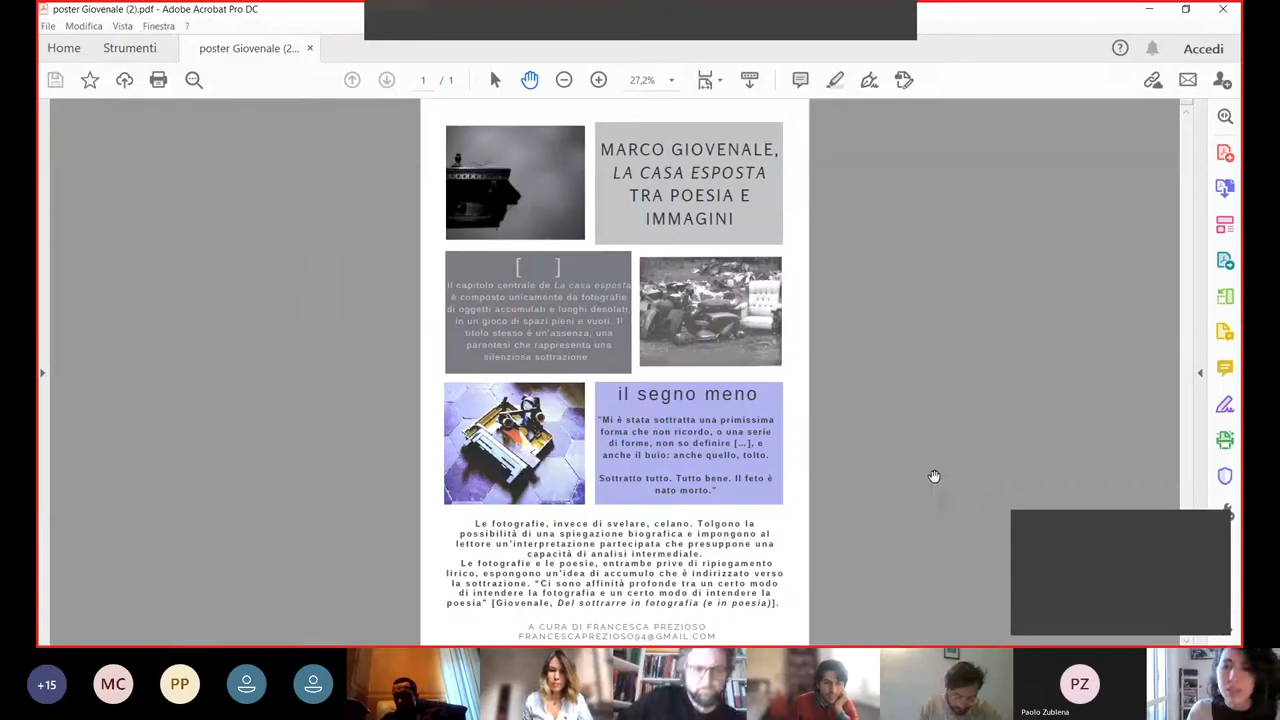 poster Giovenale (2).pdf - Adobe Acrobat Pro DC
File Modifica Vista Finestra ?
Home Strumenti poster Giovenale (2... × Accedi
1 / 1 27,2%
MARCO GIOVENALE,
LA CASA ESPOSTA
TRA POESIA E
IMMAGINI
[ ]
Il capitolo centrale de La casa esposta
è composto unicamente da fotografie
di oggetti accumulati e luoghi desolati,
in un gioco di spazi pieni e vuoti. Il
titolo stesso è un'assenza, una
parentesi che rappresenta una
silenziosa sottrazione
il segno meno
"Mi è stata sottratta una primissima
forma che non ricordo, o una serie
di forme, non so definire [...], e
anche il buio: anche quello, tolto.
Sottratto tutto. Tutto bene. Il feto è
nato morto."
Le fotografie, invece di svelare, celano. Tolgono la
possibilità di una spiegazione biografica e impongono al
lettore un'interpretazione partecipata che presuppone una
capacità di analisi intermediale.
Le fotografie e le poesie, entrambe prive di ripiegamento
lirico, espongono un'idea di accumulo che è indirizzato verso
la sottrazione. "Ci sono affinità profonde tra un certo modo
di intendere la fotografia e un certo modo di intendere la
poesia" [Giovenale, Del sottrarre in fotografia (e in poesia)].
A CURA DI FRANCESCA PREZIOSO
FRANCESCAPREZIOSO94@GMAIL.COM
+15 MC PP PZ
Paolo Zublena